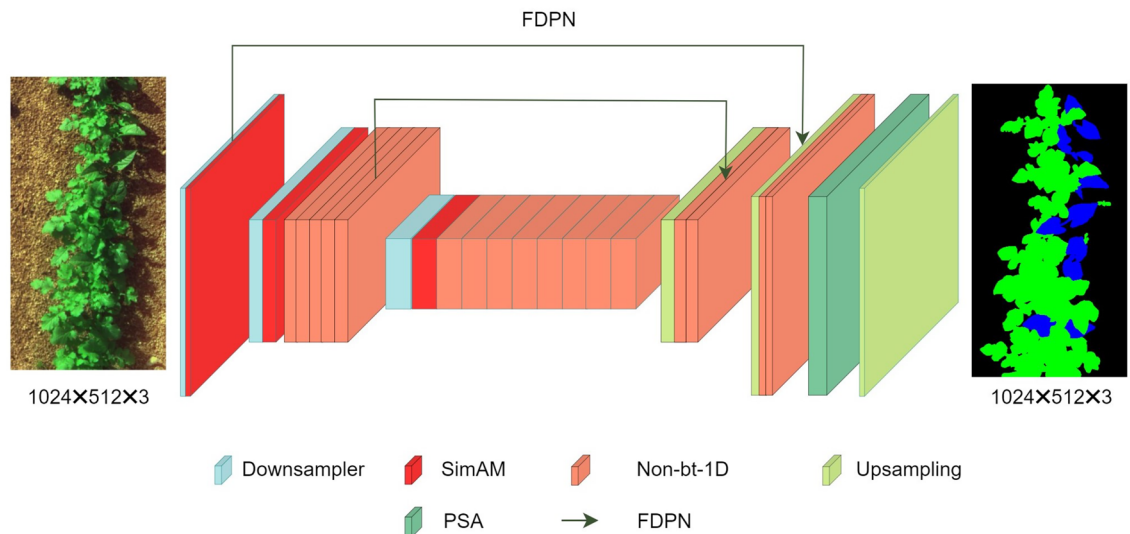 FDPN
1024×512×3
1024×512×3
Downsampler
SimAM
Non-bt-1D
Upsampling
PSA
FDPN